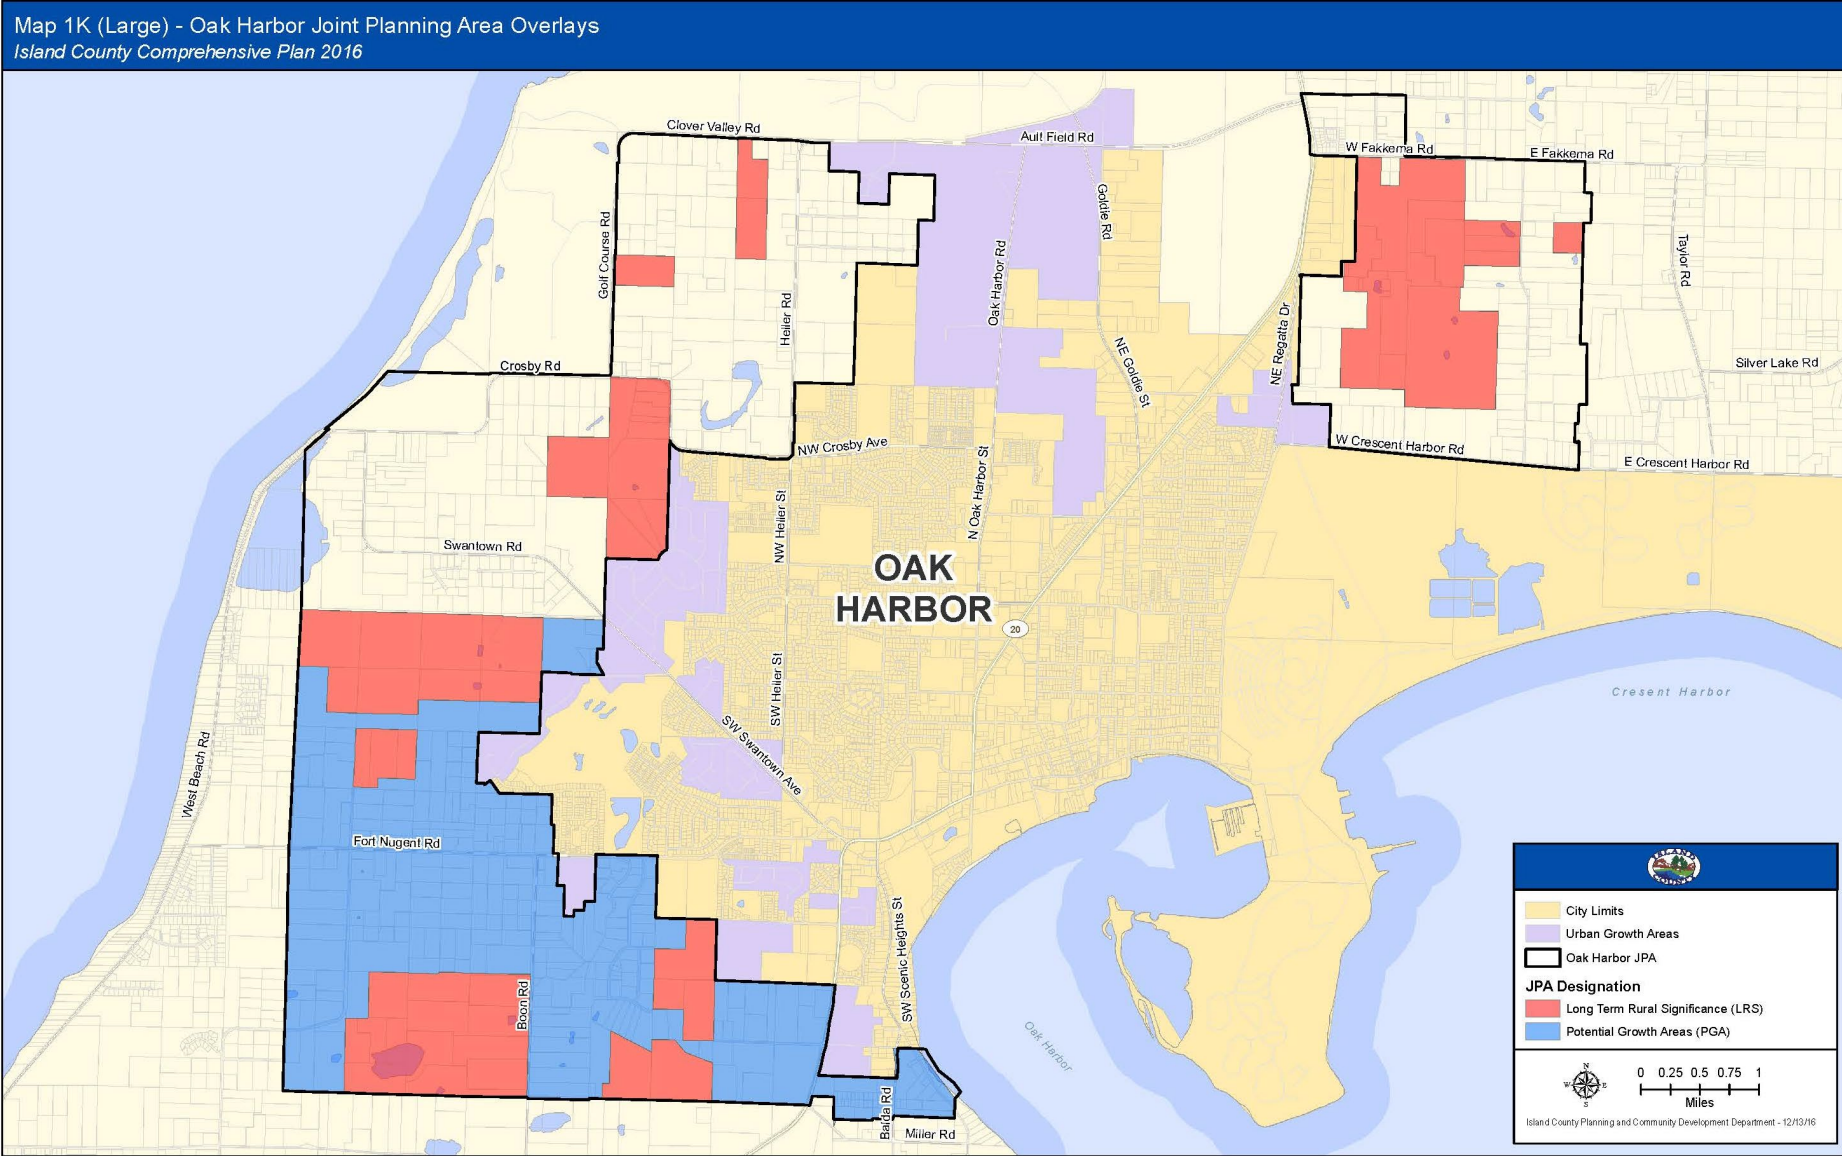 Map 1K (Large) - Oak Harbor Joint Planning Area Overlays
Island County Comprehensive Plan 2016
Clover Valley Rd
Ault Field Rd
W Fakkema Rd
E Fakkema Rd
Golf Course Rd
Heller Rd
Oak Harbor Rd
Goldie Rd
Taylor Rd
NE Regatta Dr
NE Goldie St
Silver Lake Rd
Crosby Rd
NW Crosby Ave
W Crescent Harbor Rd
E Crescent Harbor Rd
N Oak Harbor St
NW Heller St
Swantown Rd
OAK
HARBOR
20
SW Heller St
Cresent Harbor
SW Swantown Ave
West Beach Rd
Fort Nugent Rd
SW Scenic Heights St
Boon Rd
Oak Harbor
Balda Rd
Miller Rd
ISLAND
COUNTY
City Limits
Urban Growth Areas
Oak Harbor JPA
JPA Designation
Long Term Rural Significance (LRS)
Potential Growth Areas (PGA)
N
W E
S
0 0.25 0.5 0.75 1
Miles
Island County Planning and Community Development Department - 12/13/16